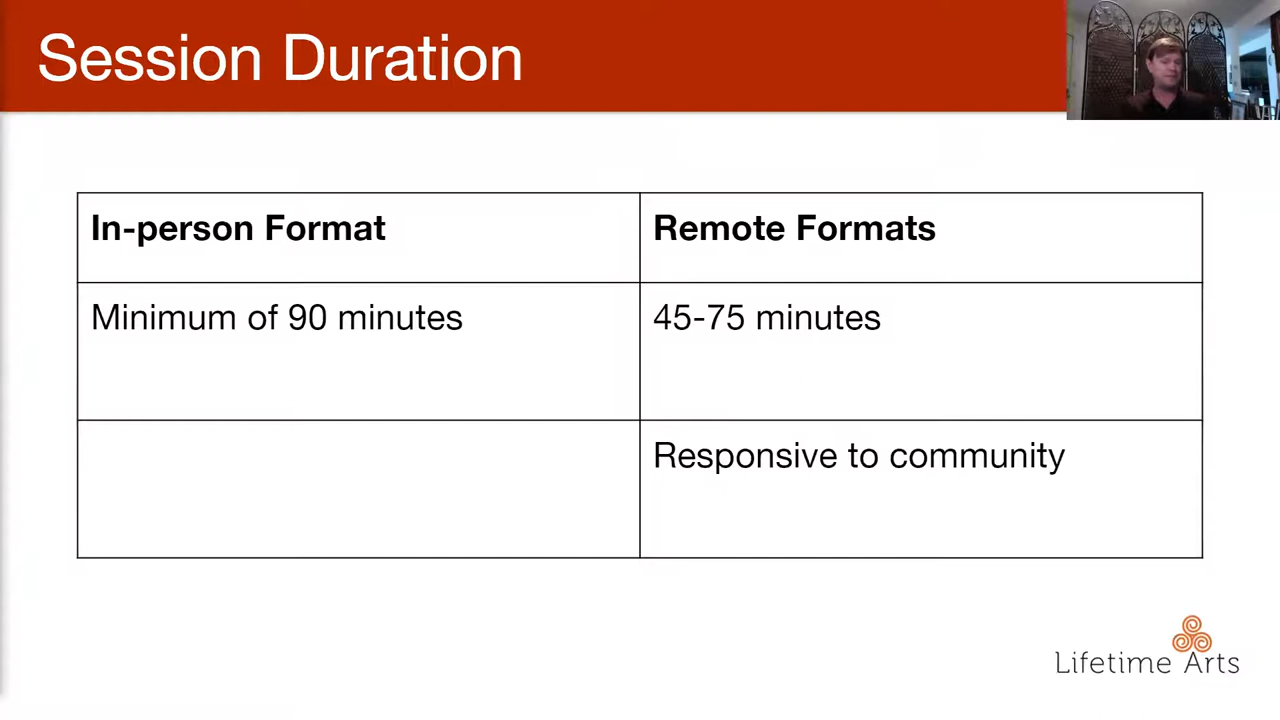 Session Duration
In-person Format
Remote Formats
Minimum of 90 minutes
45-75 minutes
Responsive to community
Lifetime Arts